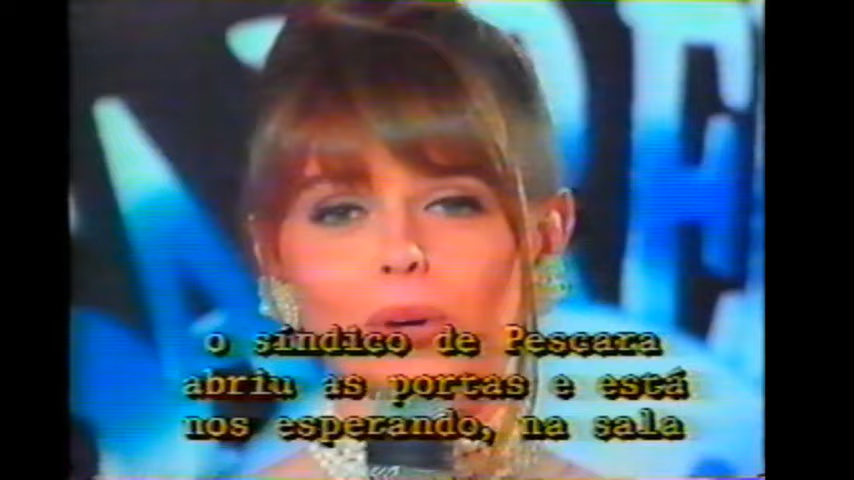 o síndico de Pescara
abriu as portas e está
nos esperando, na sala